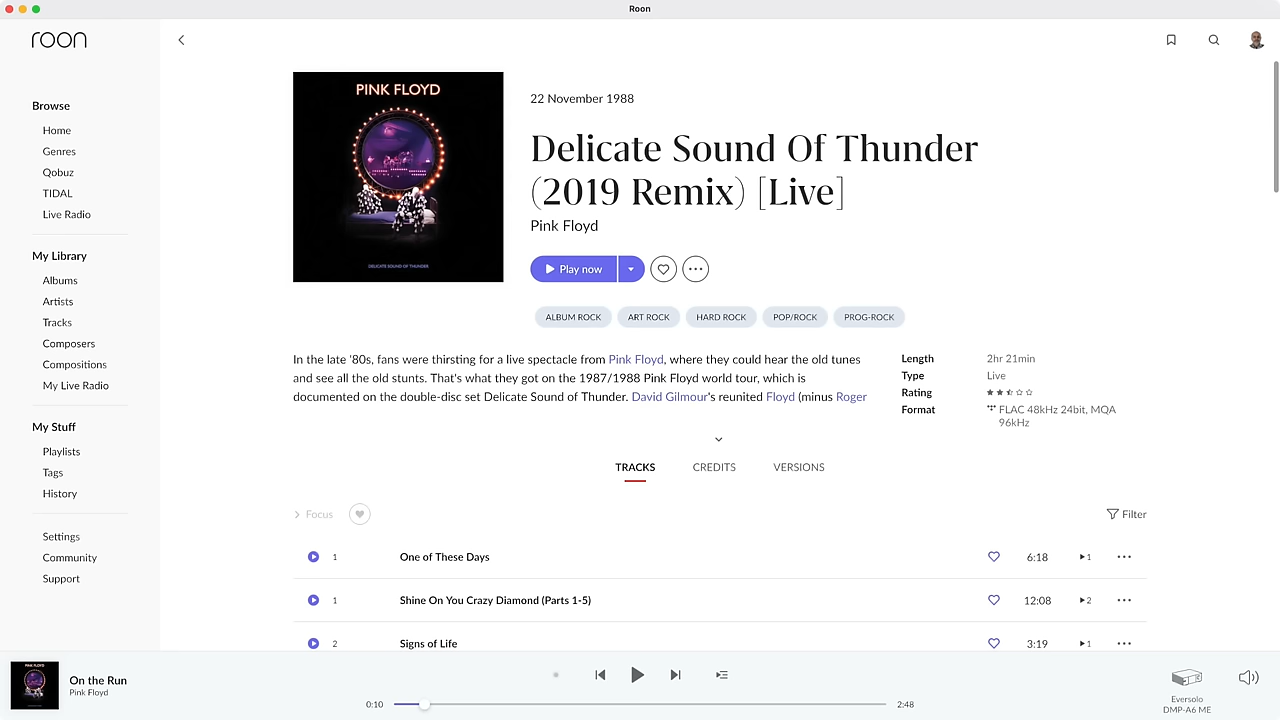 Roon
roon
Browse
Home
Genres
Qobuz
TIDAL
Live Radio
My Library
Albums
Artists
Tracks
Composers
Compositions
My Live Radio
My Stuff
Playlists
Tags
History
Settings
Community
Support
PINK FLOYD
DELICATE SOUND OF THUNDER
22 November 1988
Delicate Sound Of Thunder
(2019 Remix) [Live]
Pink Floyd
Play now
ALBUM ROCK ART ROCK HARD ROCK POP/ROCK PROG-ROCK
In the late '80s, fans were thirsting for a live spectacle from Pink Floyd, where they could hear the old tunes
and see all the old stunts. That's what they got on the 1987/1988 Pink Floyd world tour, which is
documented on the double-disc set Delicate Sound of Thunder. David Gilmour's reunited Floyd (minus Roger
Length 2hr 21min
Type Live
Rating
Format FLAC 48kHz 24bit, MQA
96kHz
TRACKS CREDITS VERSIONS
Focus Filter
1 One of These Days 6:18 1
1 Shine On You Crazy Diamond (Parts 1-5) 12:08 2
2 Signs of Life 3:19 1
PINK FLOYD
On the Run
Pink Floyd
0:10 2:48
Eversolo
DMP-A6 ME